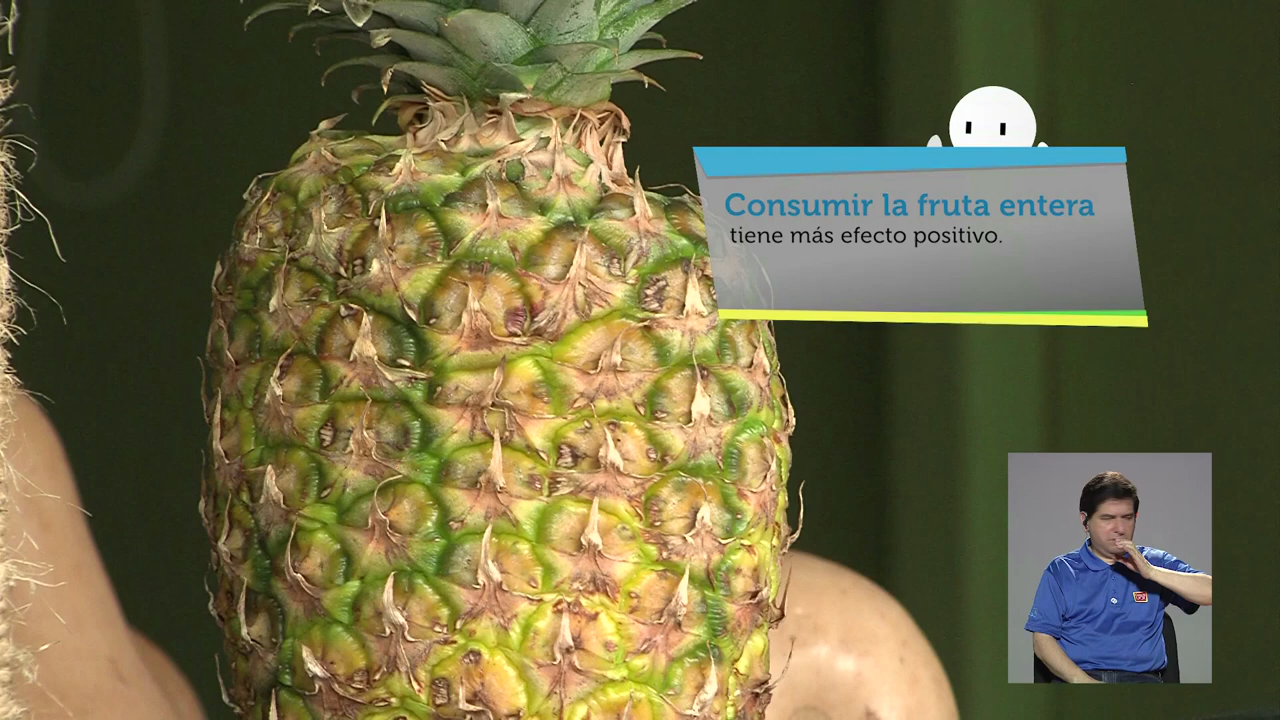 Consumir la fruta entera
tiene más efecto positivo.